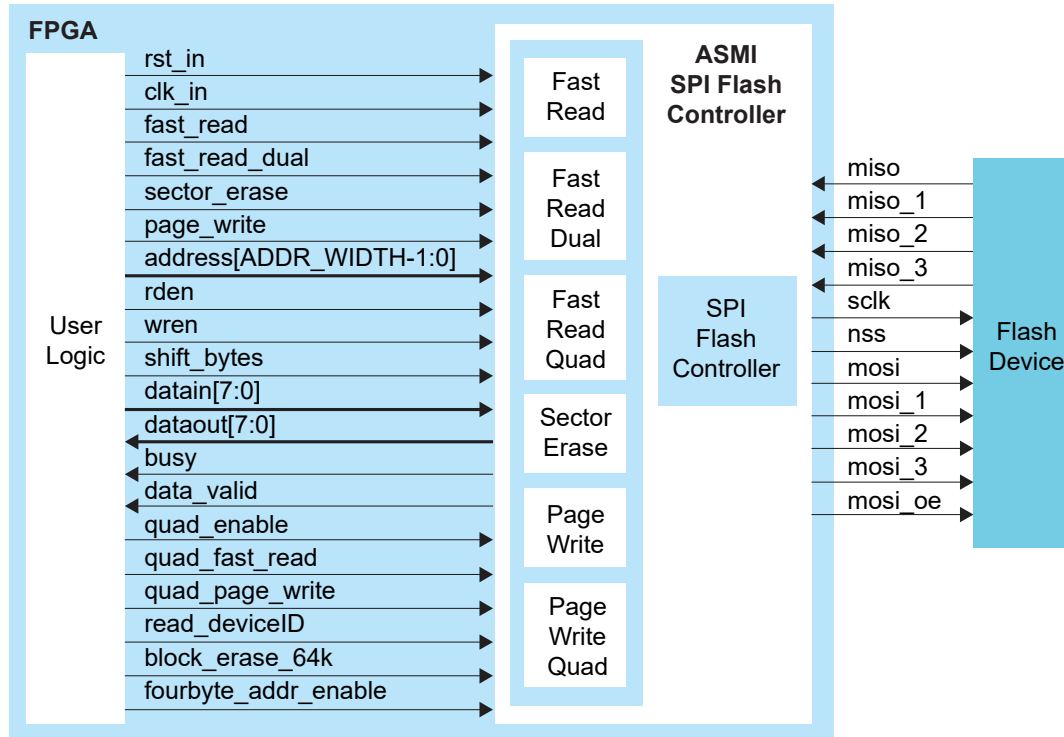 FPGA
rst_in
clk_in
fast_read
fast_read_dual
sector_erase
page_write
address[ADDR_WIDTH-1:0]
rden
wren
shift_bytes
datain[7:0]
dataout[7:0]
busy
data_valid
quad_enable
quad_fast_read
quad_page_write
read_deviceID
block_erase_64k
fourbyte_addr_enable
User
Logic
Fast
Read
Fast
Read
Dual
Fast
Read
Quad
Sector
Erase
Page
Write
Page
Write
Quad
ASMI
SPI Flash
Controller
SPI
Flash
Controller
miso
miso_1
miso_2
miso_3
sclk
nss
mosi
mosi_1
mosi_2
mosi_3
mosi_oe
Flash
Device